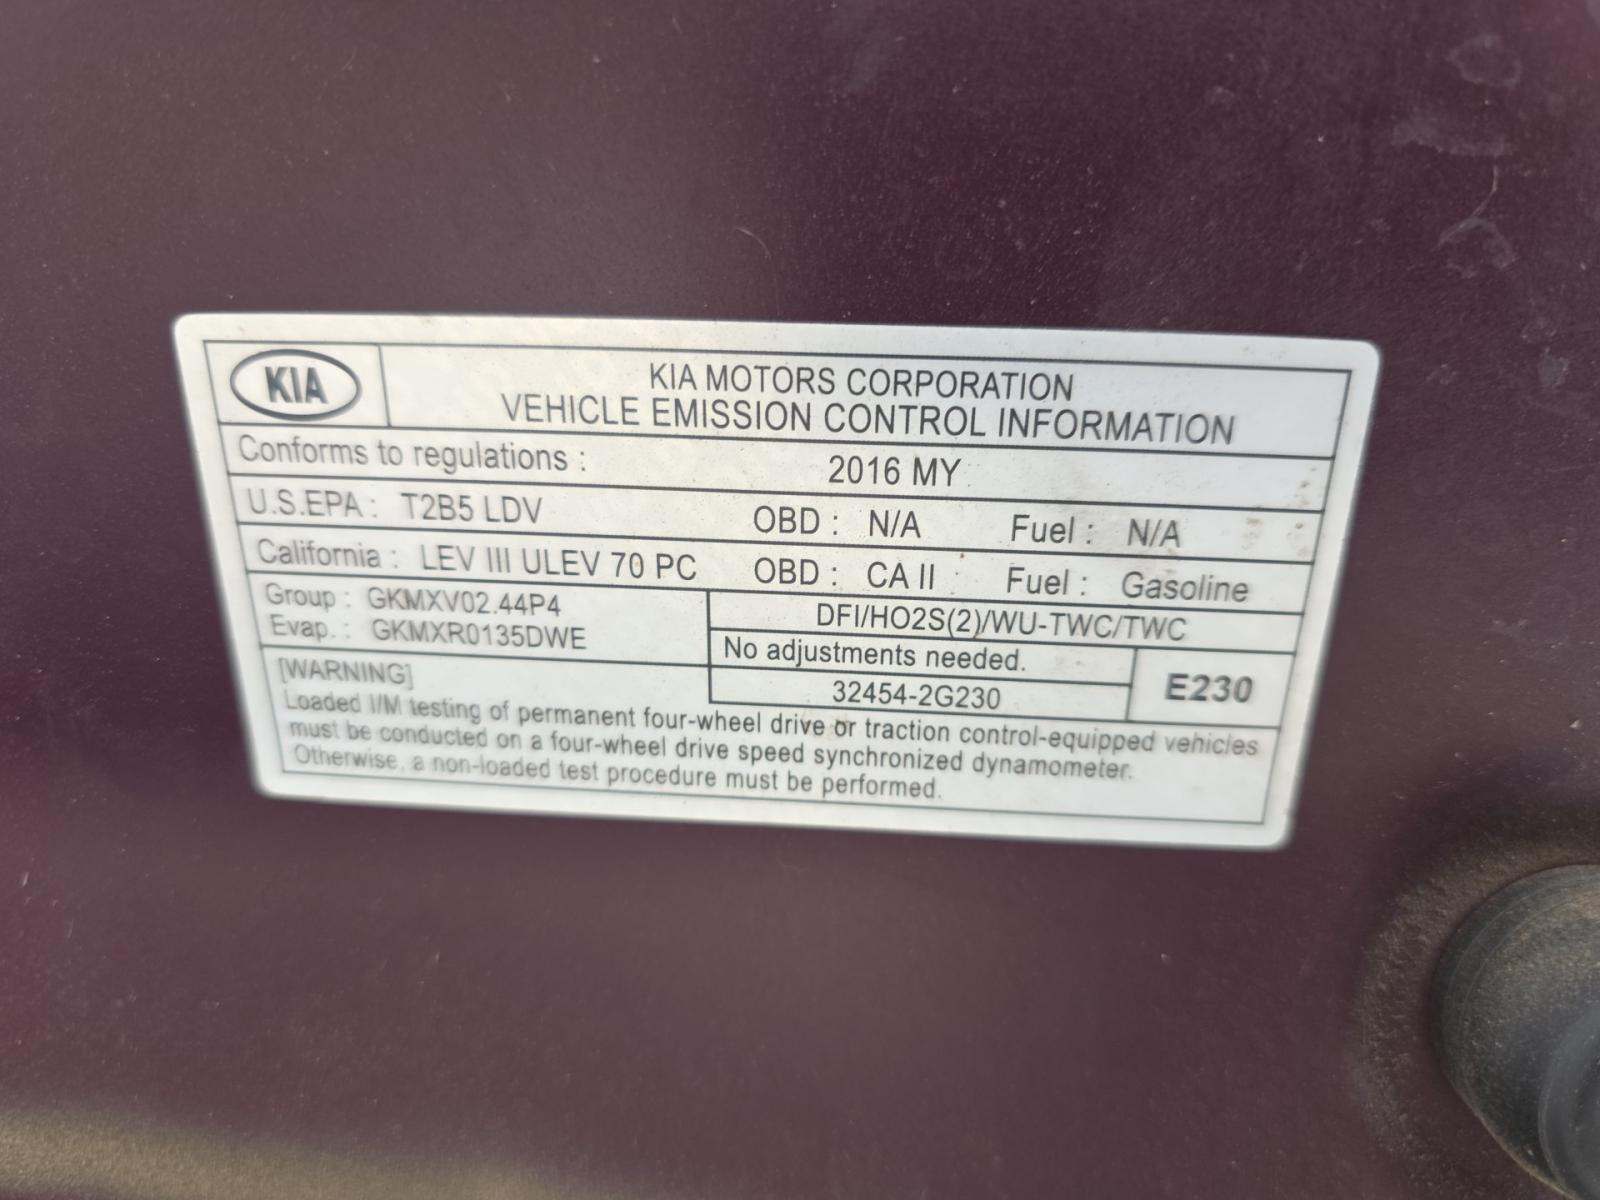 KIA
KIA MOTORS CORPORATION
VEHICLE EMISSION CONTROL INFORMATION
Conforms to regulations : 2016 MY
U.S.EPA : T2B5 LDV OBD : N/A Fuel : N/A
California : LEV III ULEV 70 PC OBD : CA II Fuel : Gasoline
Group : GKMXV02.44P4
Evap. : GKMXR0135DWE
DFI/HO2S(2)/WU-TWC/TWC
No adjustments needed.
32454-2G230
E230
[WARNING]
Loaded I/M testing of permanent four-wheel drive or traction control-equipped vehicles
must be conducted on a four-wheel drive speed synchronized dynamometer.
Otherwise, a non-loaded test procedure must be performed.